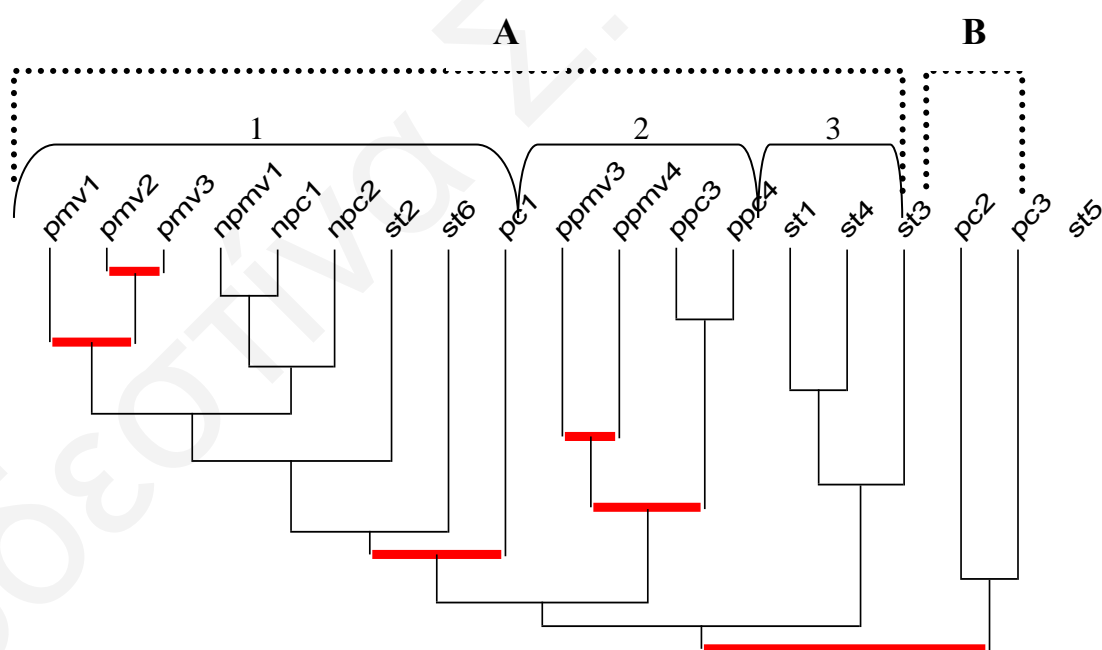 A B
1 2 3
pmv1 pmv2 pmv3 npmv1 npc1 npc2 st2 st6 pc1 ppmv3 ppmv4 ppc3 ppc4 st1 st4 st3 pc2 pc3 st5
όεστίνα Σ.